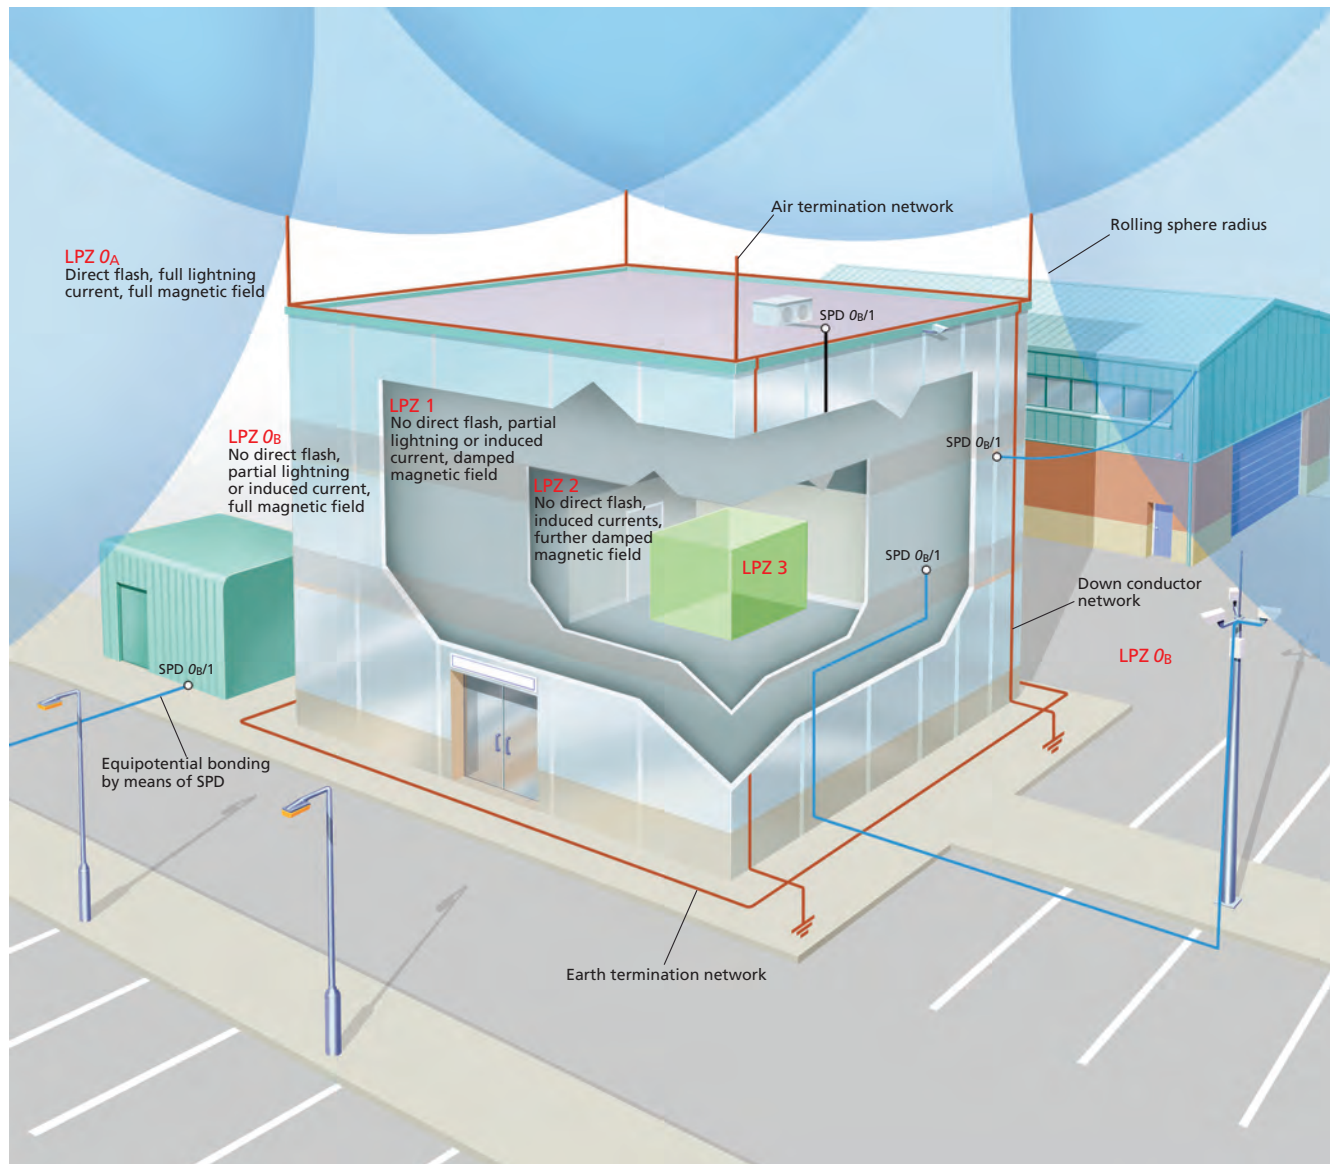 Air termination network
Rolling sphere radius
LPZ 0A
Direct flash, full lightning
current, full magnetic field
SPD 0B/1
LPZ 1
No direct flash, partial
lightning or induced
current, damped
magnetic field
LPZ 0B
No direct flash,
partial lightning
or induced current,
full magnetic field
SPD 0B/1
LPZ 2
No direct flash,
induced currents,
further damped
magnetic field
SPD 0B/1
LPZ 3
Down conductor
network
LPZ 0B
SPD 0B/1
Equipotential bonding
by means of SPD
Earth termination network